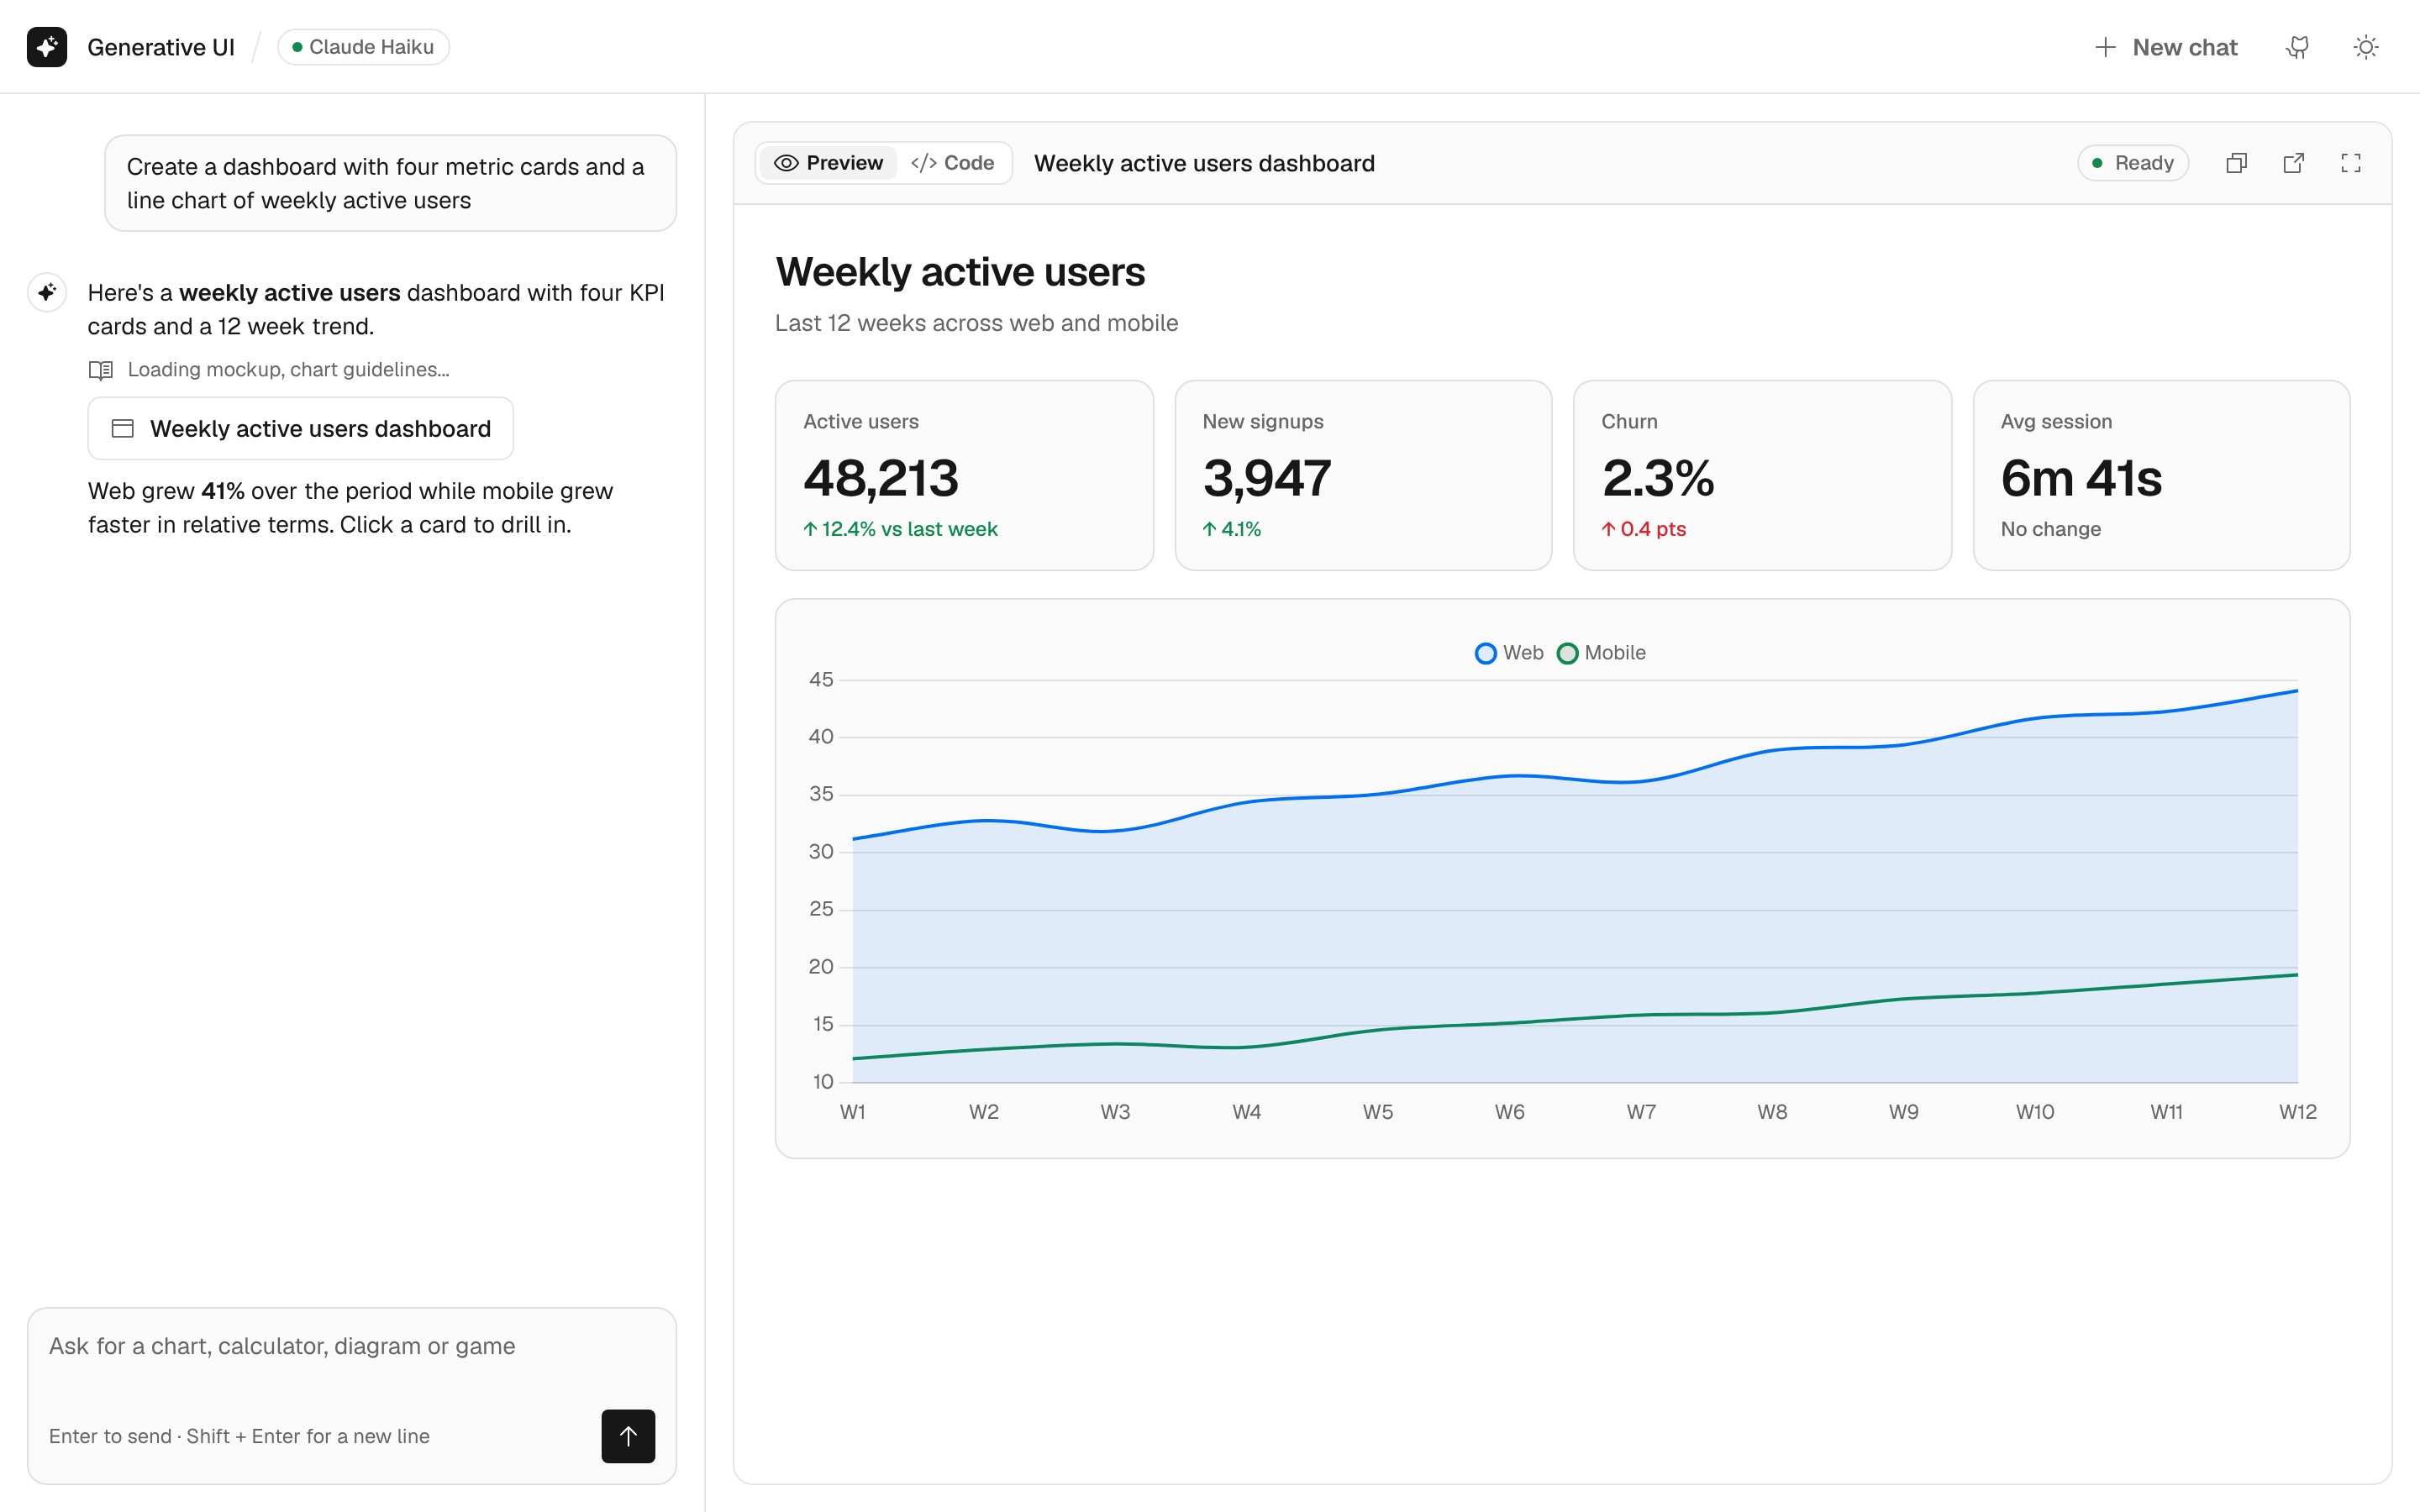 Generative UI / Claude Haiku
New chat
Create a dashboard with four metric cards and a
line chart of weekly active users
Here's a weekly active users dashboard with four KPI
cards and a 12 week trend.
Loading mockup, chart guidelines...
Weekly active users dashboard
Web grew 41% over the period while mobile grew
faster in relative terms. Click a card to drill in.
Ask for a chart, calculator, diagram or game
Enter to send · Shift + Enter for a new line
Preview </> Code Weekly active users dashboard
Ready
Weekly active users
Last 12 weeks across web and mobile
Active users
48,213
↑ 12.4% vs last week
New signups
3,947
↑ 4.1%
Churn
2.3%
↑ 0.4 pts
Avg session
6m 41s
No change
Web Mobile
45
40
35
30
25
20
15
10
W1 W2 W3 W4 W5 W6 W7 W8 W9 W10 W11 W12